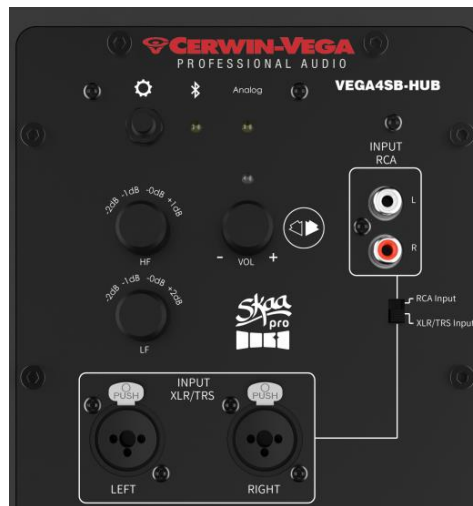 CERWIN-VEGA
PROFESSIONAL AUDIO
Analog
VEGA4SB-HUB
INPUT
RCA
L
R
-2dB -1dB -0dB +1dB
HF
- VOL +
-2dB -1dB -0dB +2dB
LF
Skaa
pro
RCA Input
XLR/TRS Input
INPUT
XLR/TRS
PUSH
PUSH
LEFT
RIGHT